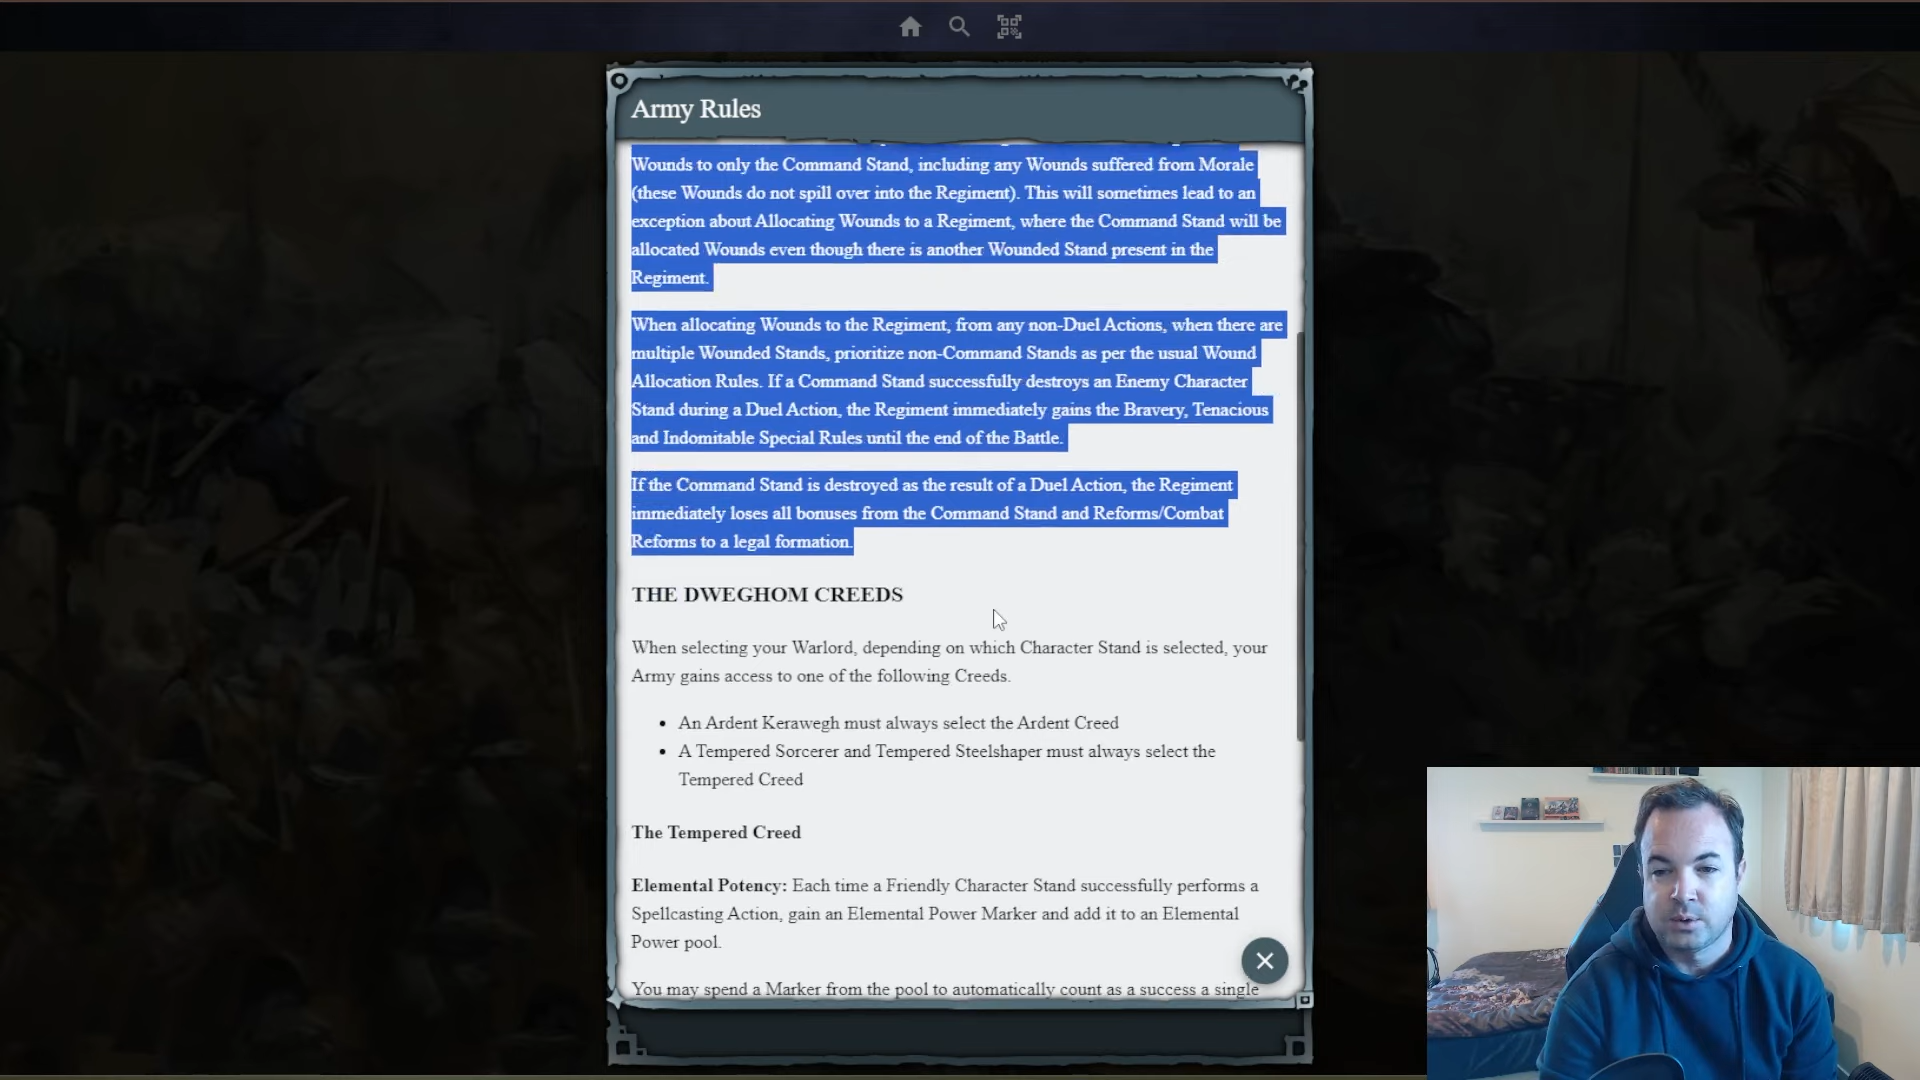 Army Rules
Wounds to only the Command Stand, including any Wounds suffered from Morale
(these Wounds do not spill over into the Regiment). This will sometimes lead to an
exception about Allocating Wounds to a Regiment, where the Command Stand will be
allocated Wounds even though there is another Wounded Stand present in the
Regiment.
When allocating Wounds to the Regiment, from any non-Duel Actions, when there are
multiple Wounded Stands, prioritize non-Command Stands as per the usual Wound
Allocation Rules. If a Command Stand successfully destroys an Enemy Character
Stand during a Duel Action, the Regiment immediately gains the Bravery, Tenacious
and Indomitable Special Rules until the end of the Battle.
If the Command Stand is destroyed as the result of a Duel Action, the Regiment
immediately loses all bonuses from the Command Stand and Reforms/Combat
Reforms to a legal formation.
THE DWEGHOM CREEDS
When selecting your Warlord, depending on which Character Stand is selected, your
Army gains access to one of the following Creeds.
• An Ardent Kerawegh must always select the Ardent Creed
• A Tempered Sorcerer and Tempered Steelshaper must always select the
Tempered Creed
The Tempered Creed
Elemental Potency: Each time a Friendly Character Stand successfully performs a
Spellcasting Action, gain an Elemental Power Marker and add it to an Elemental
Power pool.
You may spend a Marker from the pool to automatically count as a success a single